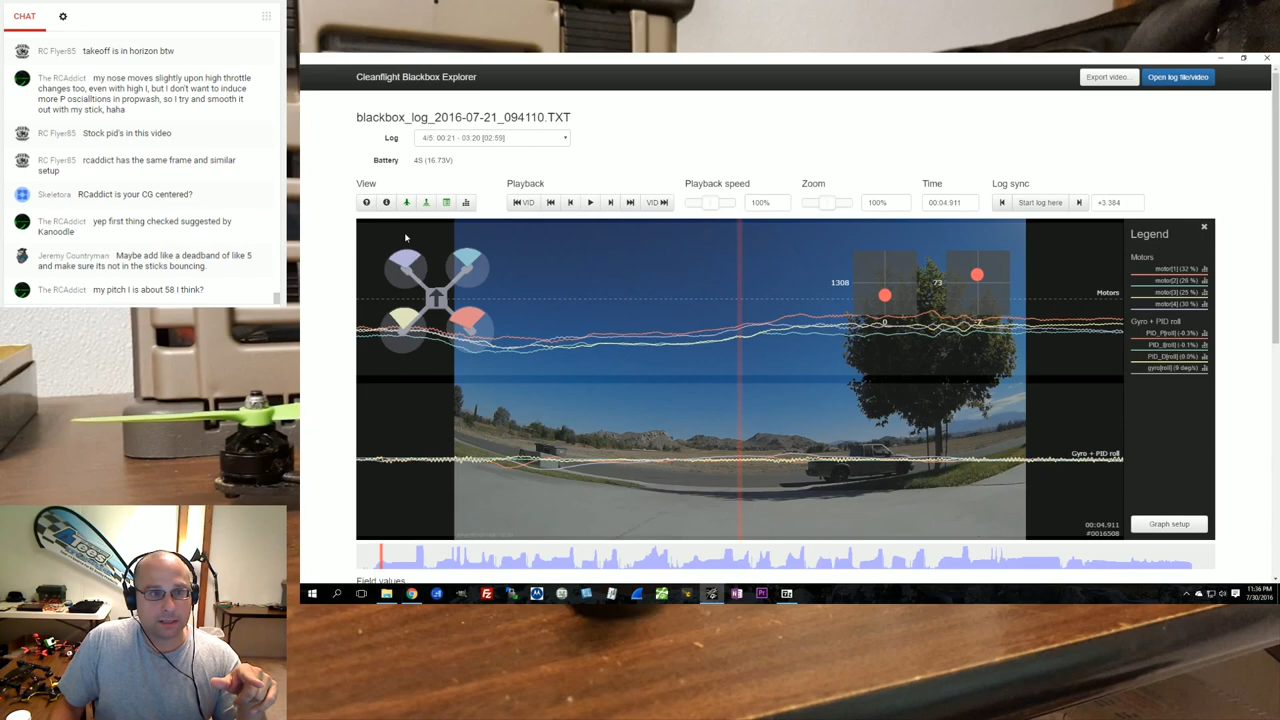 CHAT
RC Flyer85 takeoff is in horizon btw
The RCAddict my nose moves slightly upon high throttle
changes too, even with high I, but I don't want to induce
more P oscialltions in propwash, so I try and smooth it
out with my stick, haha
RC Flyer85 Stock pid's in this video
RC Flyer85 rcaddict has the same frame and similar
setup
Skeletora RCaddict is your CG centered?
The RCAddict yep first thing checked suggested by
Kanoodle
Jeremy Countryman Maybe add like a deadband of like 5
and make sure its not in the sticks bouncing.
The RCAddict my pitch I is about 58 I think?
Cleanflight Blackbox Explorer
Export video...
Open log file/video
blackbox_log_2016-07-21_094110.TXT
Log
4/5: 00:21 - 03:20 [02:59]
Battery
4S (16.73V)
View
Playback
Playback speed
Zoom
Time
Log sync
VID
VID
100%
100%
00:04.911
Start log here
+3.384
1308
73
0
Motors
Gyro + PID roll
00:04.911
#0016508
Legend
Motors
motor[1] (32 %)
motor[2] (26 %)
motor[3] (25 %)
motor[4] (30 %)
Gyro + PID roll
PID_P[roll] (-0.3%)
PID_I[roll] (-0.1%)
PID_D[roll] (0.0%)
gyro[roll] (9 deg/s)
Graph setup
Field values
11:36 PM
7/30/2016
ATees